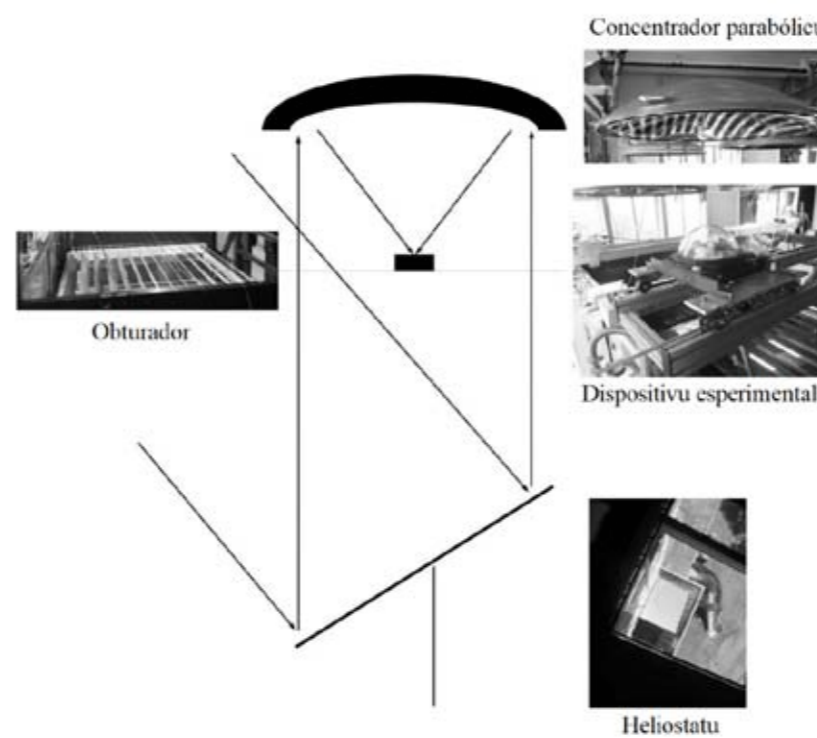 Concentrador parabólicu
Obturador
Dispositivu esperimental
Heliostatu